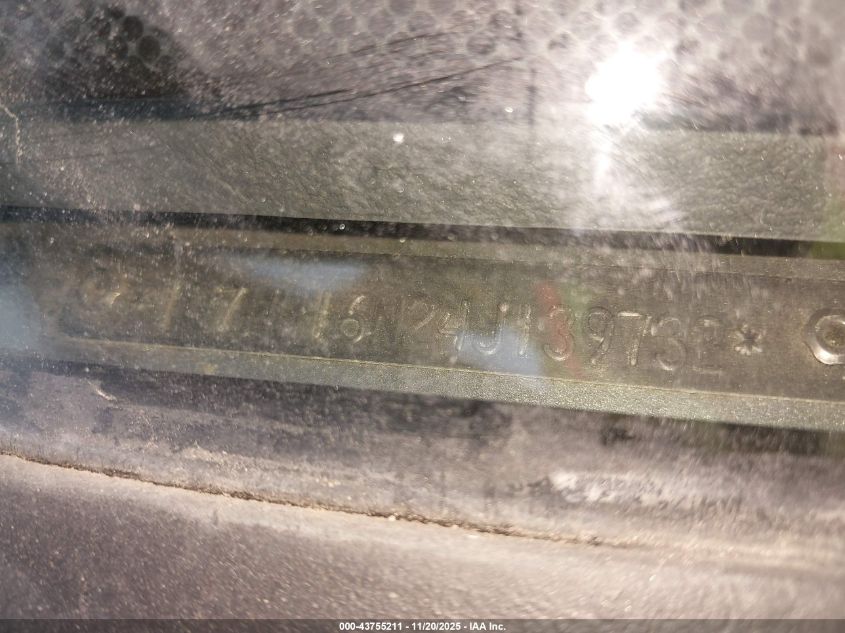 16N24J139732*
000-43755211 - 11/20/2025 - IAA Inc.